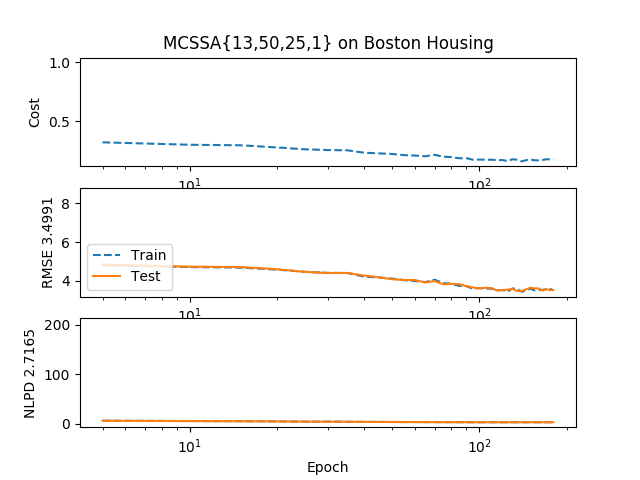 MCSSA{13,50,25,1} on Boston Housing
1.0
0.5
Cost
10¹ 10²
8
6
4
RMSE 3.4991
Train
Test
10¹ 10²
200
100
0
NLPD 2.7165
10¹ 10²
Epoch